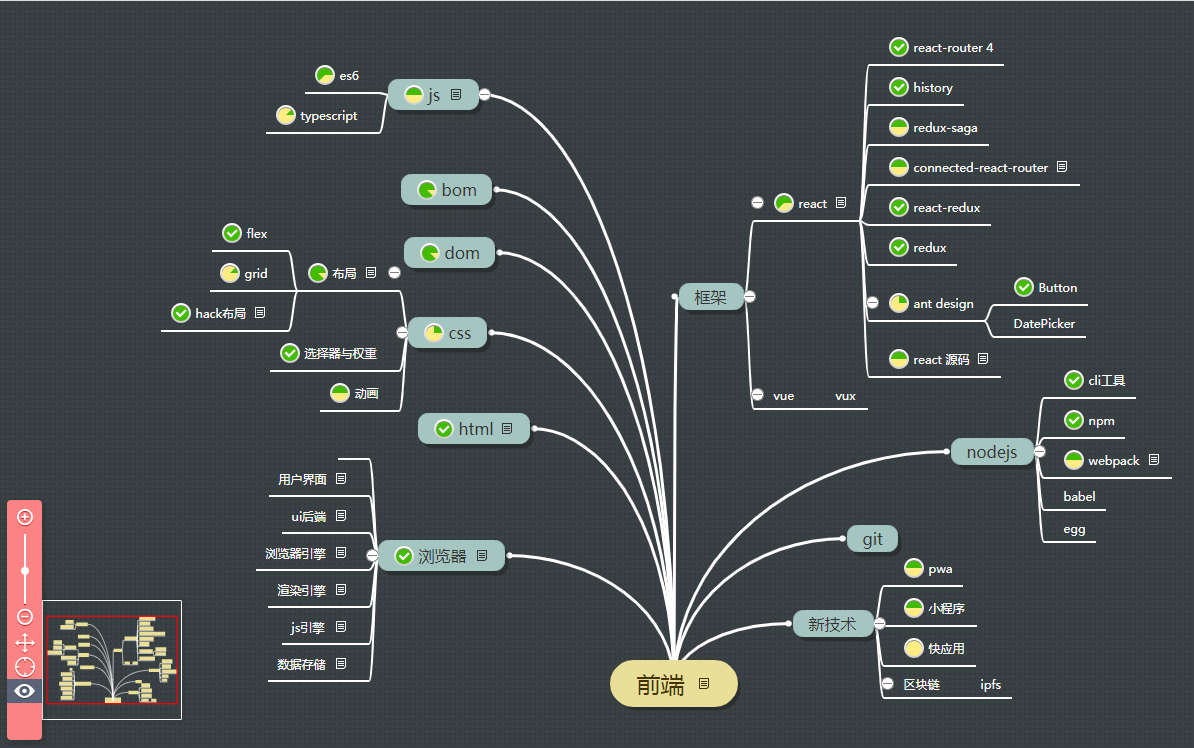 js
es6
typescript
bom
dom
css
布局
flex
grid
hack布局
选择器与权重
动画
html
浏览器
用户界面
ui后端
浏览器引擎
渲染引擎
js引擎
数据存储
框架
react
react-router 4
history
redux-saga
connected-react-router
react-redux
redux
ant design
Button
DatePicker
react 源码
vue
vux
nodejs
cli工具
npm
webpack
babel
egg
git
新技术
pwa
小程序
快应用
区块链
ipfs
前端